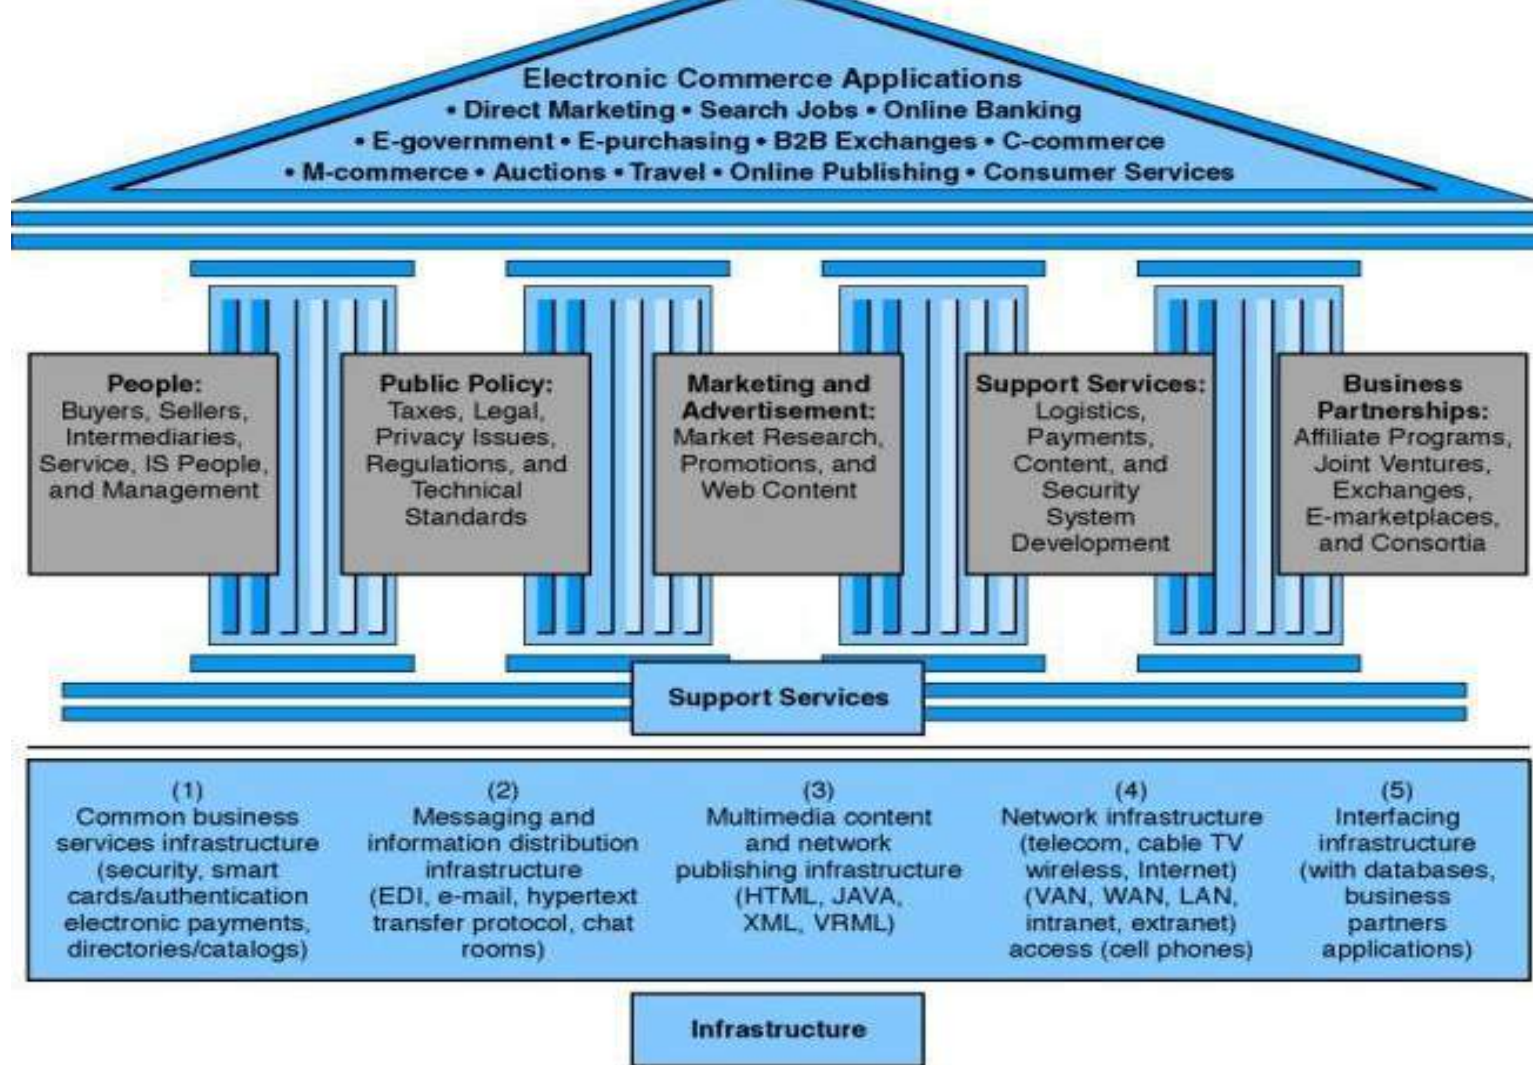 Electronic Commerce Applications
• Direct Marketing • Search Jobs • Online Banking
• E-government • E-purchasing • B2B Exchanges • C-commerce
• M-commerce • Auctions • Travel • Online Publishing • Consumer Services
People:
Buyers, Sellers,
Intermediaries,
Service, IS People,
and Management
Public Policy:
Taxes, Legal,
Privacy Issues,
Regulations, and
Technical
Standards
Marketing and
Advertisement:
Market Research,
Promotions, and
Web Content
Support Services:
Logistics,
Payments,
Content, and
Security
System
Development
Business
Partnerships:
Affiliate Programs,
Joint Ventures,
Exchanges,
E-marketplaces,
and Consortia
Support Services
(1)
Common business
services infrastructure
(security, smart
cards/authentication
electronic payments,
directories/catalogs)
(2)
Messaging and
information distribution
infrastructure
(EDI, e-mail, hypertext
transfer protocol, chat
rooms)
(3)
Multimedia content
and network
publishing infrastructure
(HTML, JAVA,
XML, VRML)
(4)
Network infrastructure
(telecom, cable TV
wireless, Internet)
(VAN, WAN, LAN,
intranet, extranet)
access (cell phones)
(5)
Interfacing
infrastructure
(with databases,
business
partners
applications)
Infrastructure